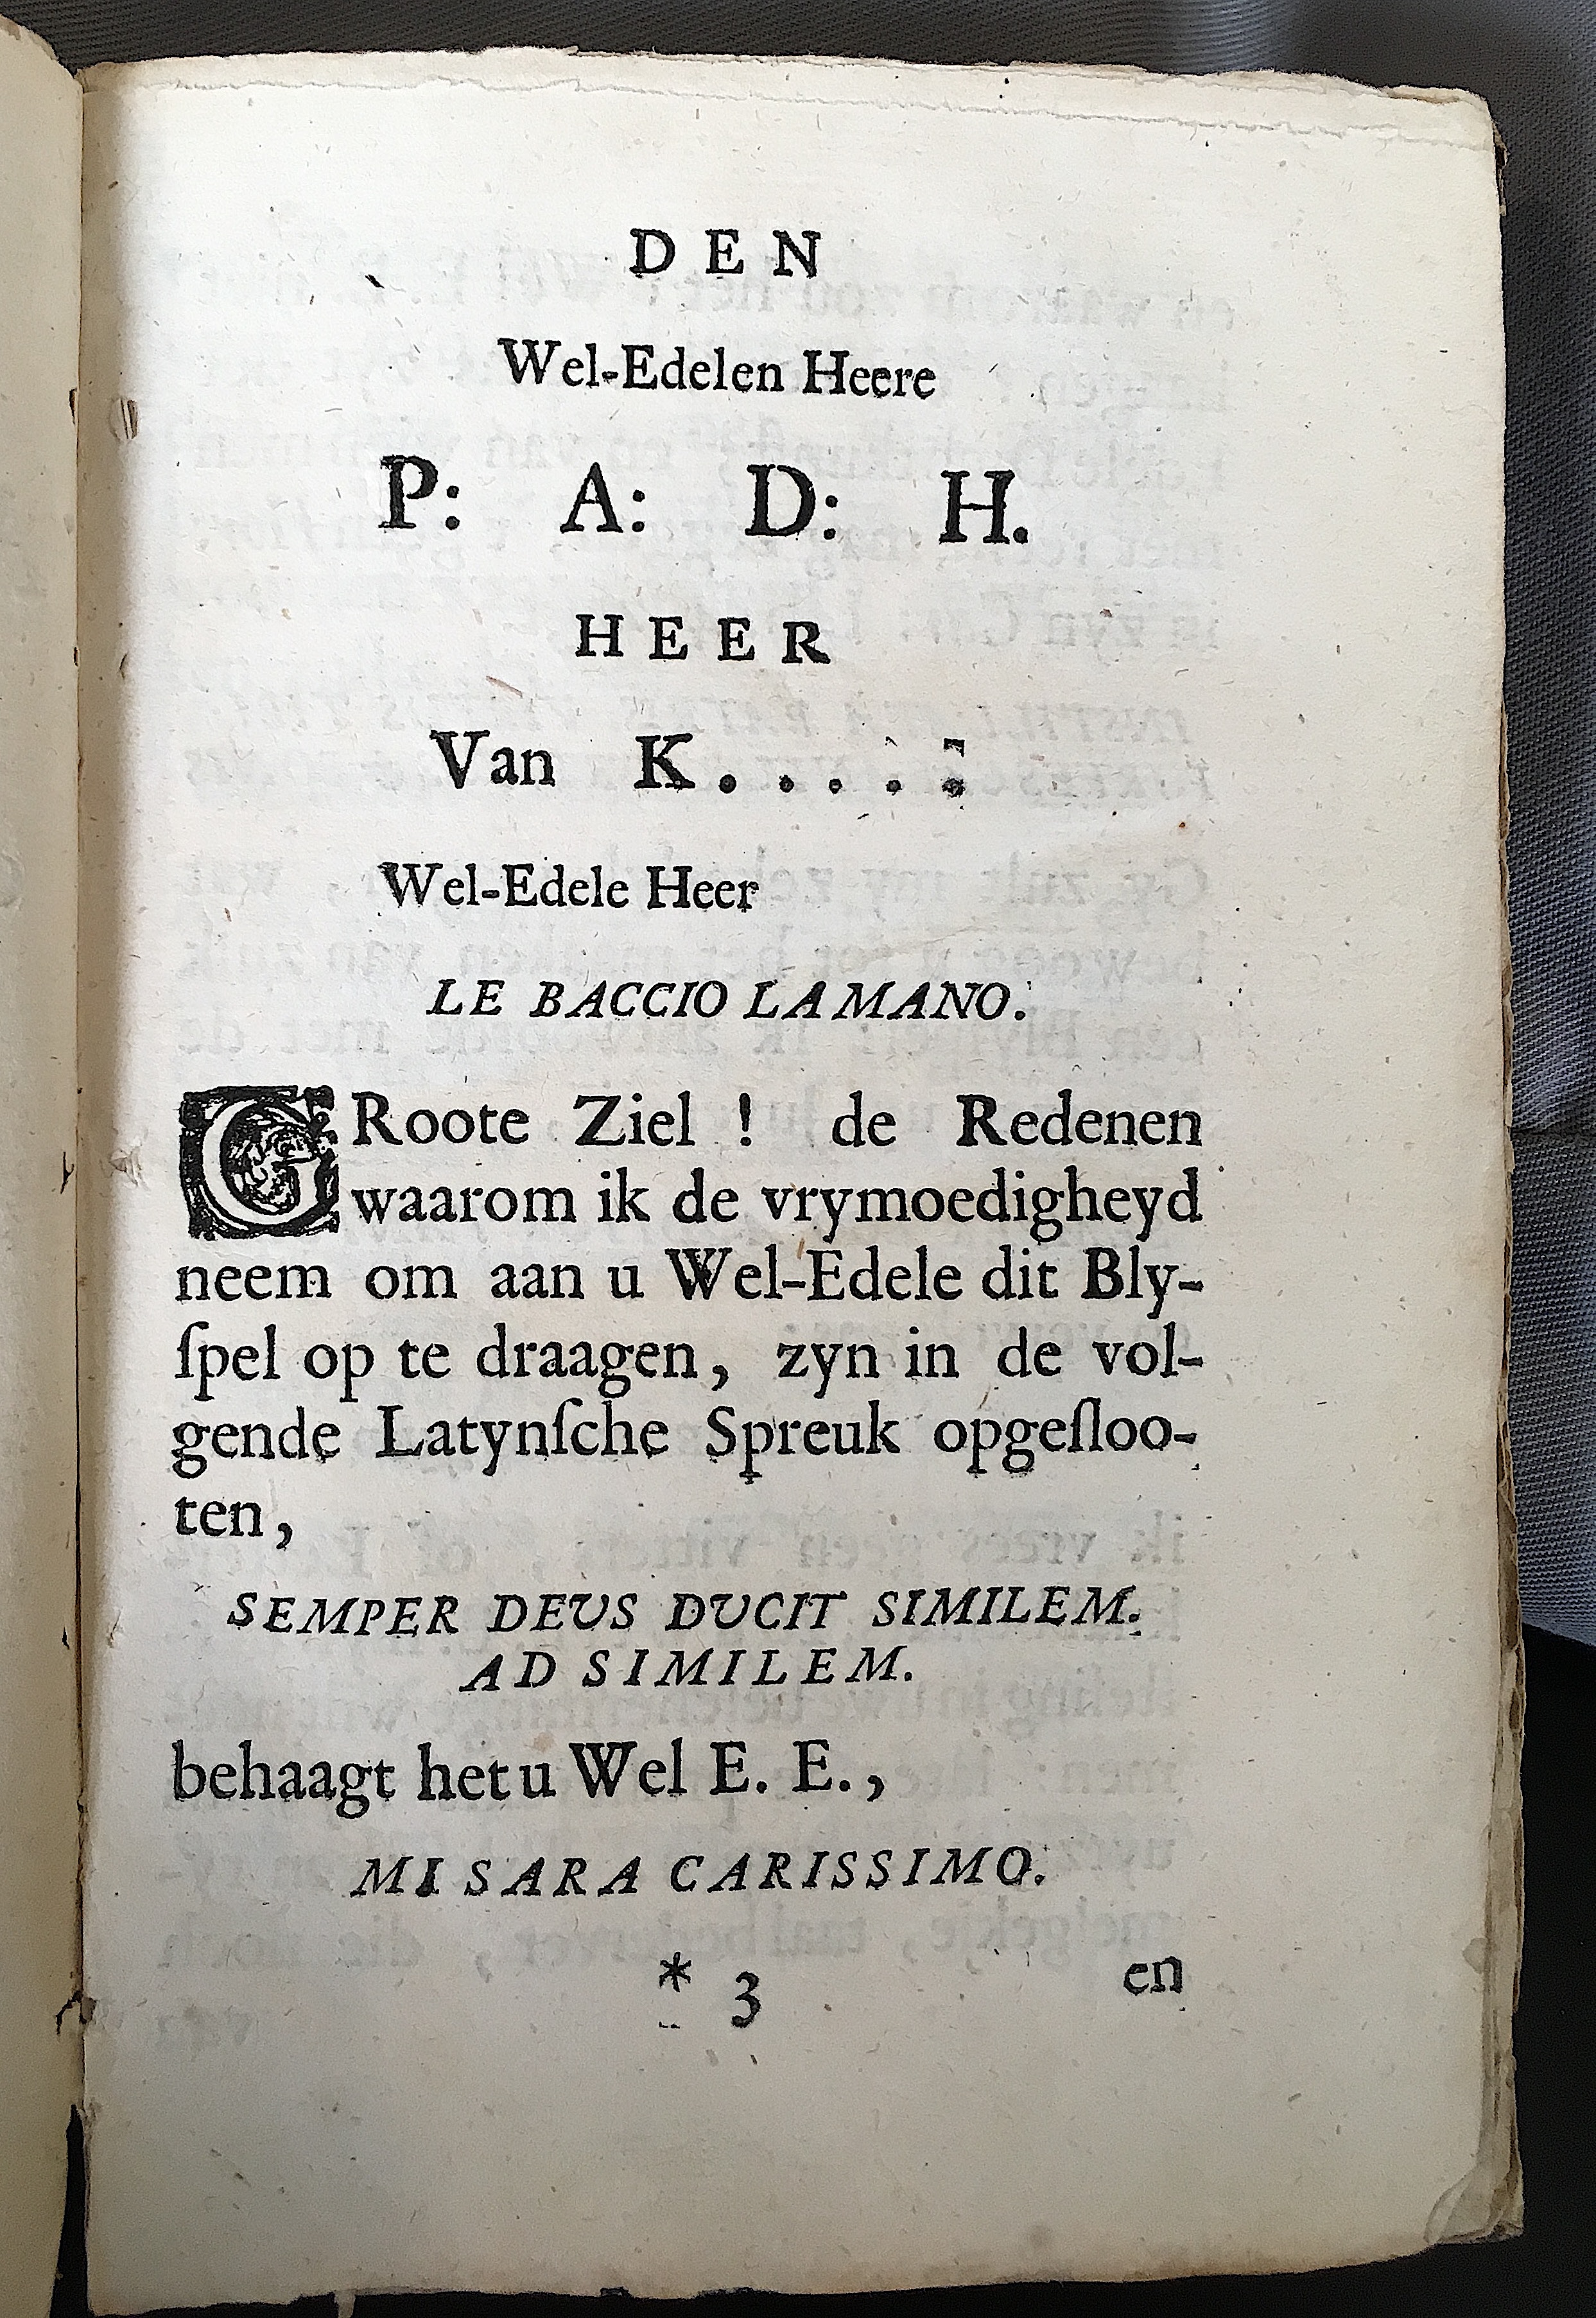 DEN
Wel-Edelen Heere
P: A: D: H.
HEER
Van K.....
Wel-Edele Heer
LE BACCIO LA MANO.
GRoote Ziel ! de Redenen
waarom ik de vrymoedigheyd
neem om aan u Wel-Edele dit Bly-
ſpel op te draagen, zyn in de vol-
gende Latynſche Spreuk opgeſloo-
ten,
SEMPER DEUS DUCIT SIMILEM.
AD SIMILEM.
behaagt het u Wel E. E.,
MI SARA CARISSIMO.
* 3 en